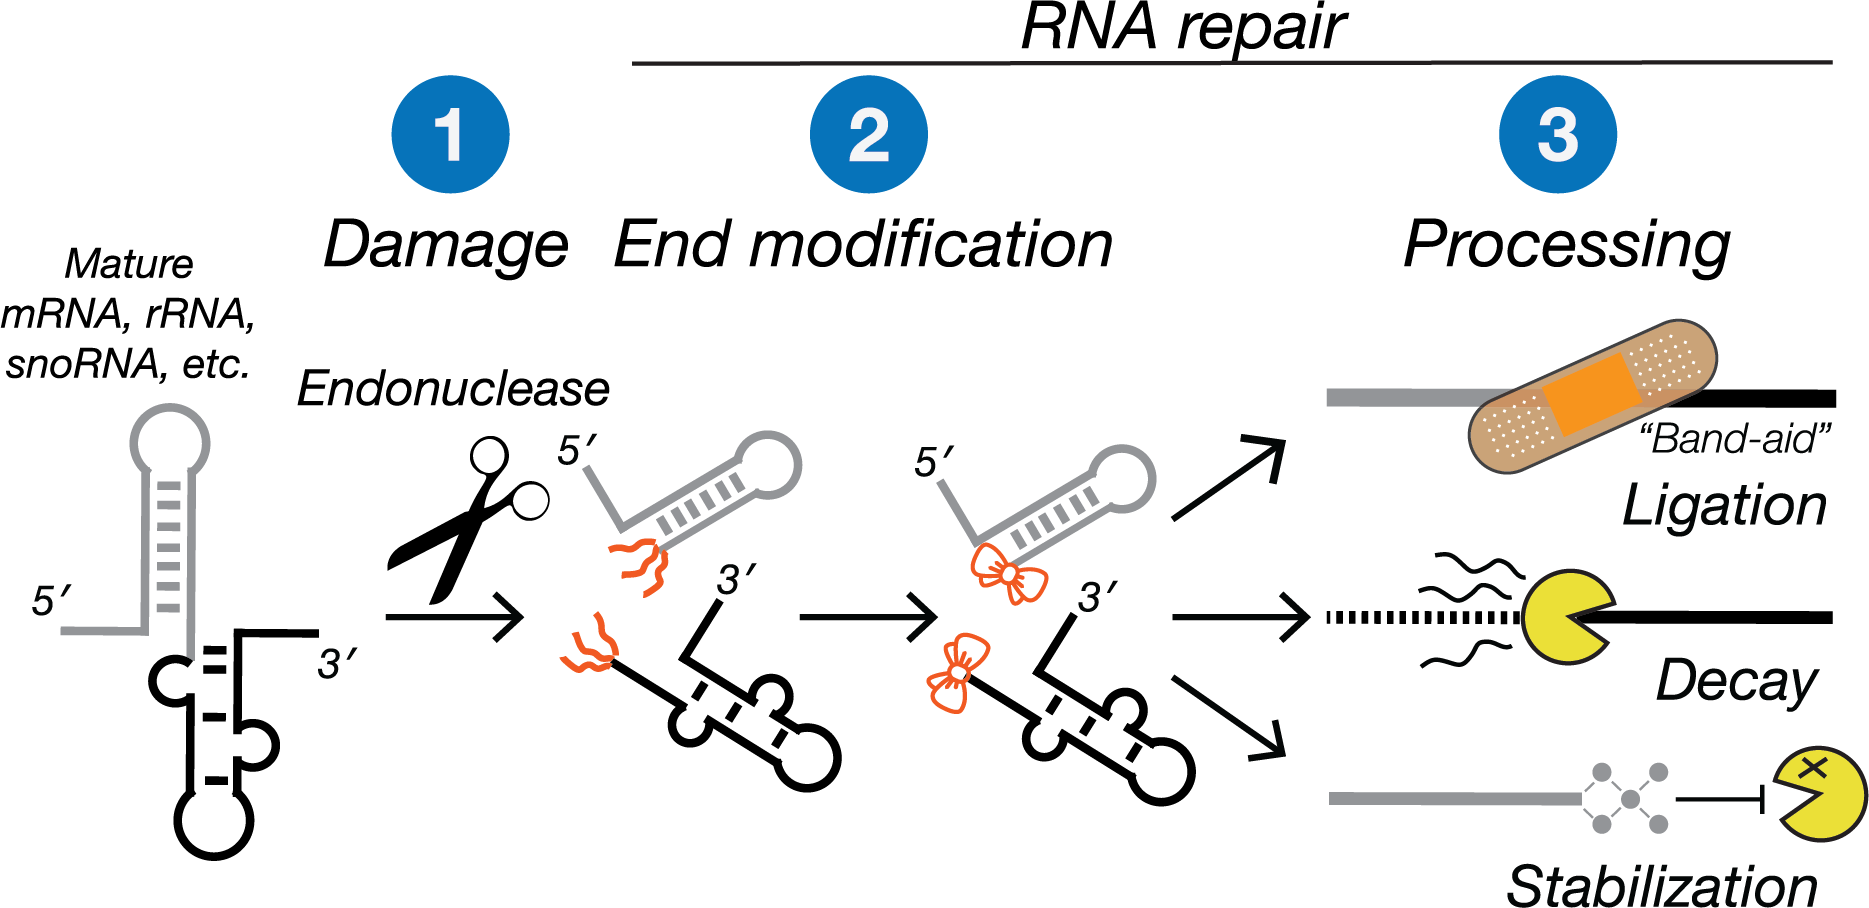 RNA repair
1
2
3
Damage
End modification
Processing
Mature
mRNA, rRNA,
snoRNA, etc.
Endonuclease
5′
3′
5′
3′
5′
3′
“Band-aid”
Ligation
Decay
Stabilization